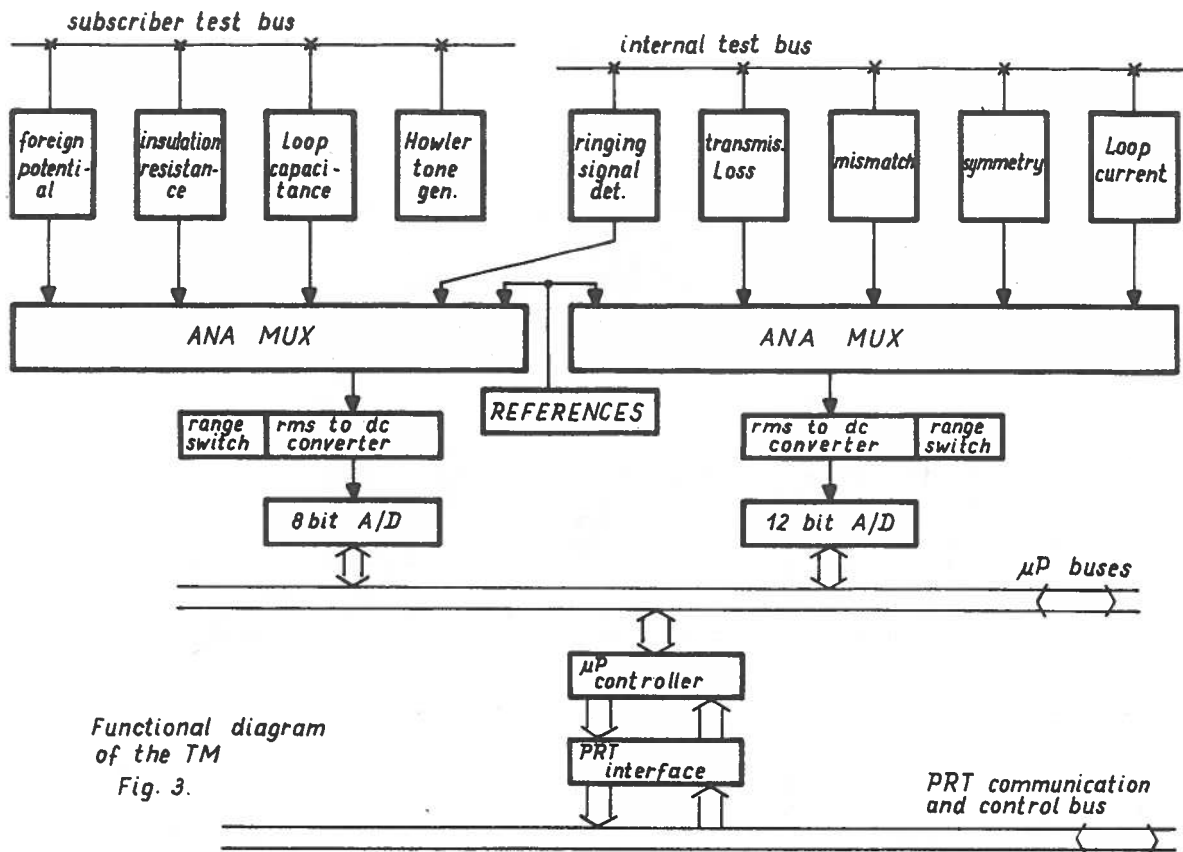 subscriber test bus
internal test bus
foreign
potenti-
al
insulation
resistan-
ce
Loop
capaci-
tance
Howler
tone
gen.
ringing
signal
det.
transmis.
Loss
mismatch
symmetry
Loop
current
ANA MUX
ANA MUX
REFERENCES
range
switch
rms to dc
converter
rms to dc
converter
range
switch
8 bit A/D
12 bit A/D
µP buses
µP
controller
PRT
interface
Functional diagram
of the TM
Fig. 3.
PRT communication
and control bus